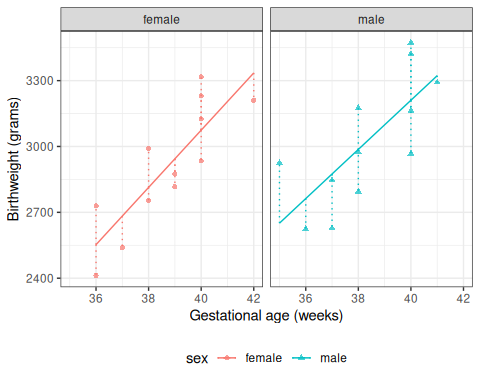 female male
Birthweight (grams)
3300
3000
2700
2400
36 38 40 42 36 38 40 42
Gestational age (weeks)
sex female male